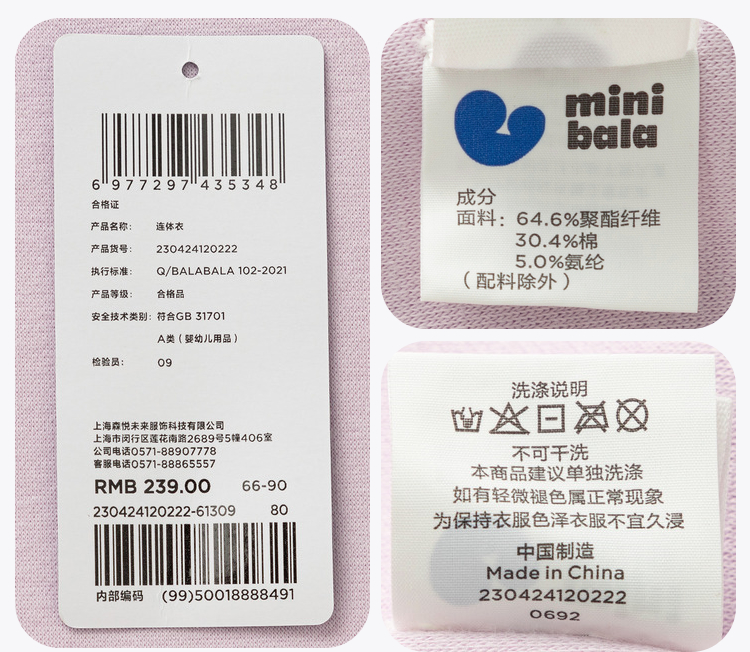 6 977297 435348
合格证
产品名称： 连体衣
产品货号： 230424120222
执行标准： Q/BALABALA 102-2021
产品等级： 合格品
安全技术类别：符合GB 31701
A类（婴幼儿用品）
检验员： 09
上海森悦未来服饰科技有限公司
上海市闵行区莲花南路2689号5幢406室
公司电话0571-88907778
客服电话0571-88865557
RMB 239.00 66-90
230424120222-61309 80
内部编码 (99)50018888491
mini
bala
成分
面料：64.6%聚酯纤维
30.4%棉
5.0%氨纶
（配料除外）
洗涤说明
不可干洗
本商品建议单独洗涤
如有轻微褪色属正常现象
为保持衣服色泽衣服不宜久浸
中国制造
Made in China
230424120222
0692